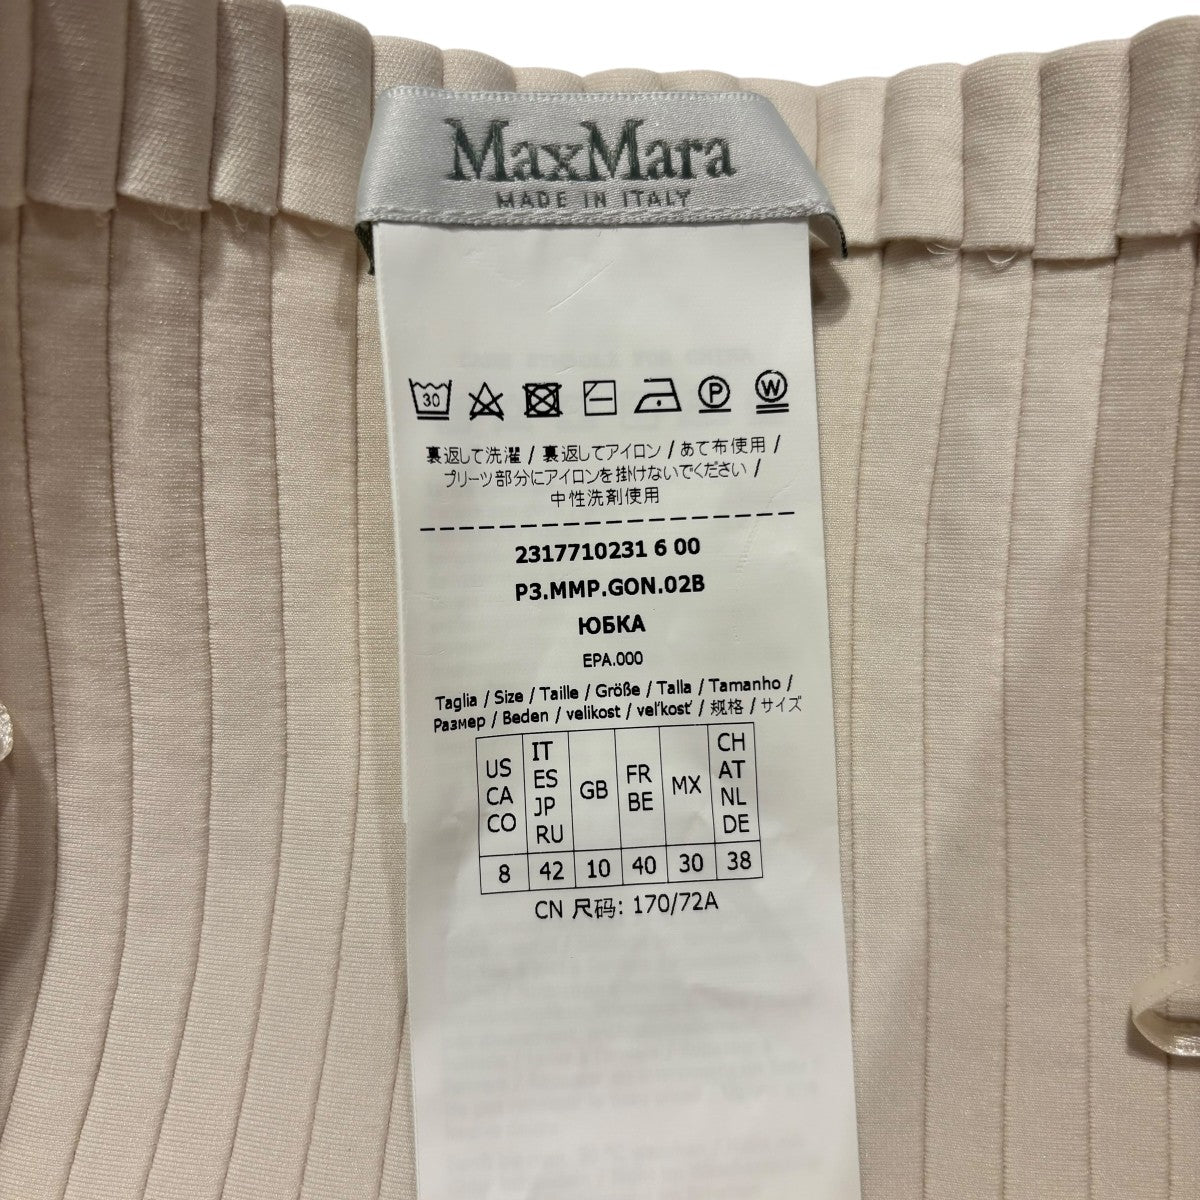 MaxMara
MADE IN ITALY
30
P
W
裏返して洗濯 / 裏返してアイロン / あて布使用 /
プリーツ部分にアイロンを掛けないでください /
中性洗剤使用
2317710231 6 00
P3.MMP.GON.02B
ЮБКА
EPA.000
Taglia / Size / Taille / Größe / Talla / Tamanho /
Размер / Beden / velikost / veľkosť / 规格 / サイズ
US CA CO IT ES JP RU GB FR BE MX CH AT NL DE
8 42 10 40 30 38
CN 尺码: 170/72A